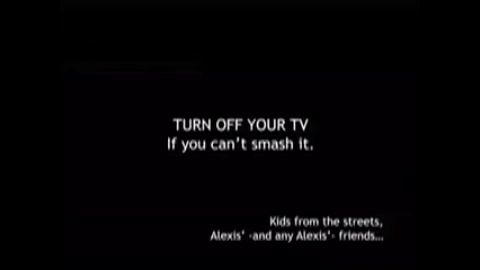 TURN OFF YOUR TV
If you can't smash it.
Kids from the streets,
Alexis' -and any Alexis'- friends...